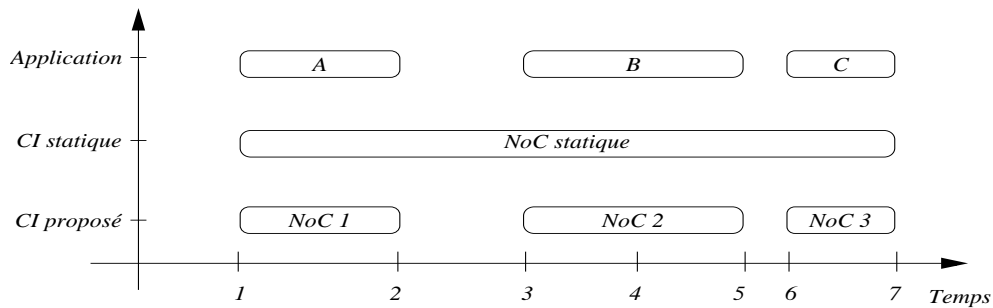 Application
A
B
C
CI statique
NoC statique
CI proposé
NoC 1
NoC 2
NoC 3
1 2 3 4 5 6 7
Temps